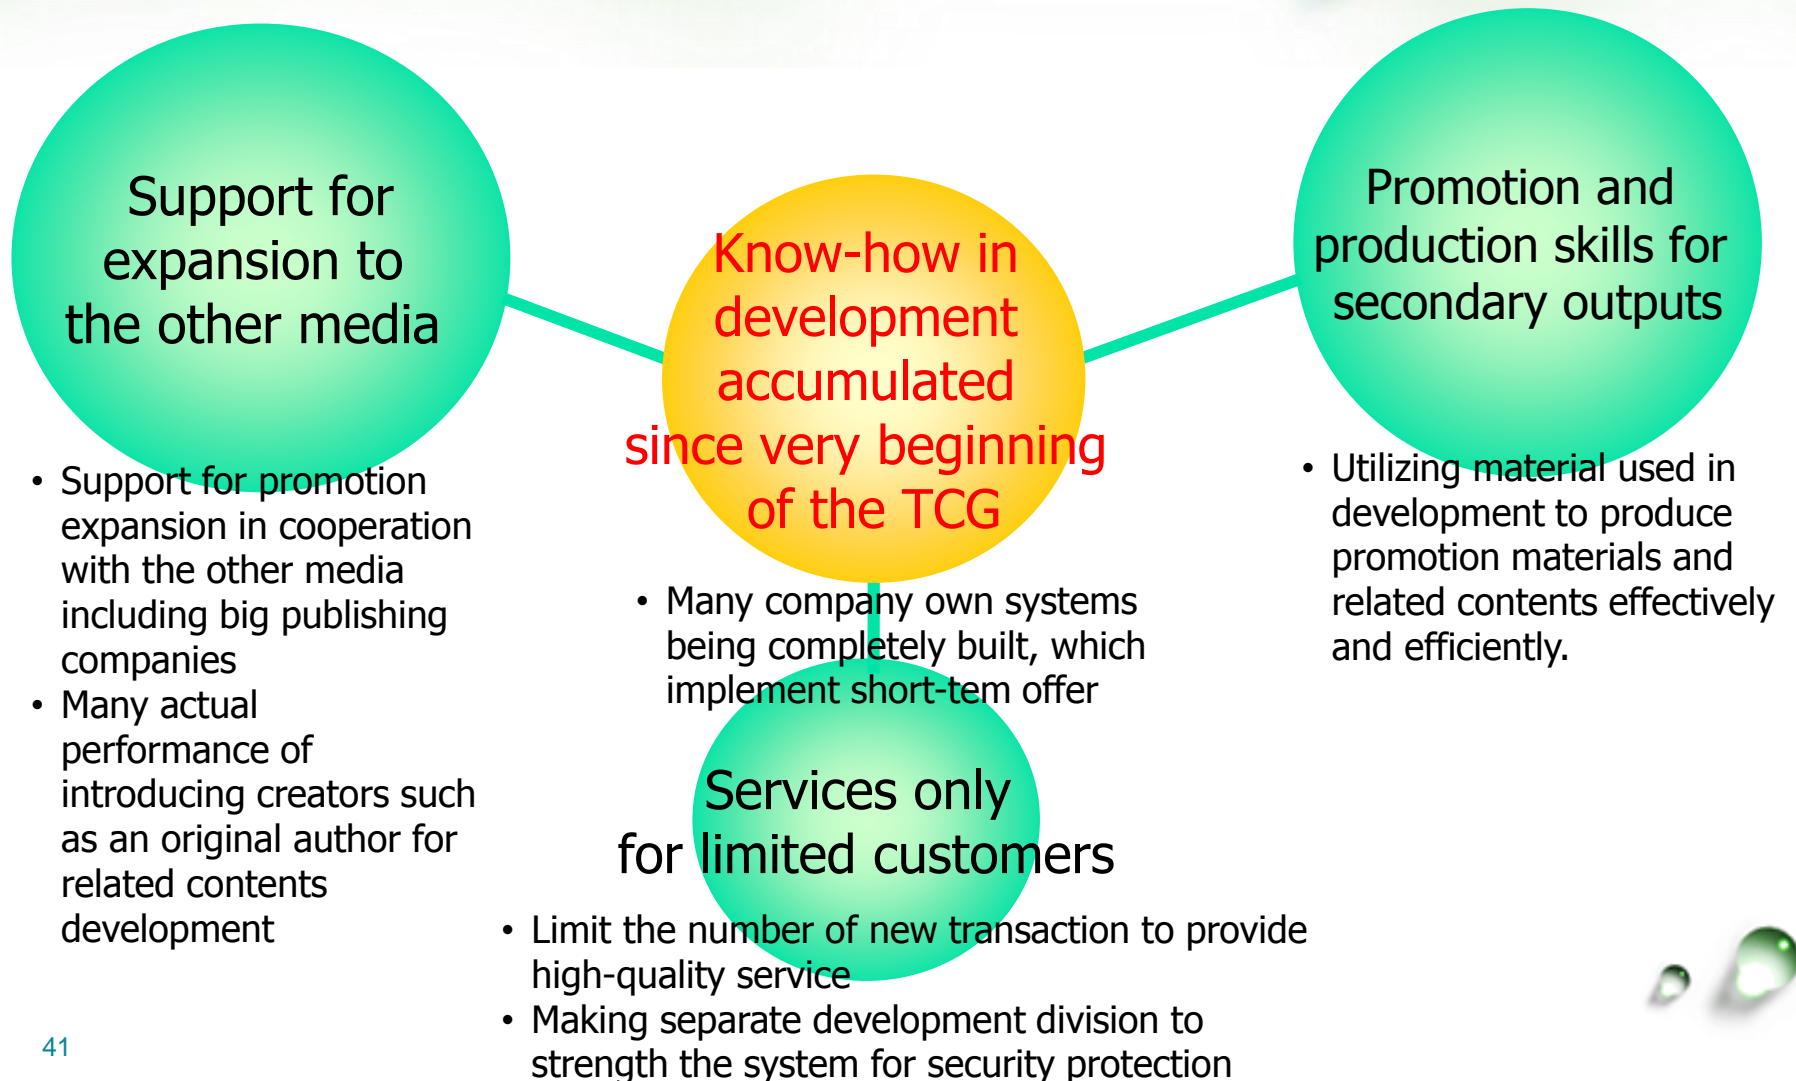 Support for
expansion to
the other media
Know-how in
development
accumulated
since very beginning
of the TCG
Promotion and
production skills for
secondary outputs
• Support for promotion
expansion in cooperation
with the other media
including big publishing
companies
• Many actual
performance of
introducing creators such
as an original author for
related contents
development
• Many company own systems
being completely built, which
implement short-tem offer
• Utilizing material used in
development to produce
promotion materials and
related contents effectively
and efficiently.
Services only
for limited customers
• Limit the number of new transaction to provide
high-quality service
• Making separate development division to
strength the system for security protection
41